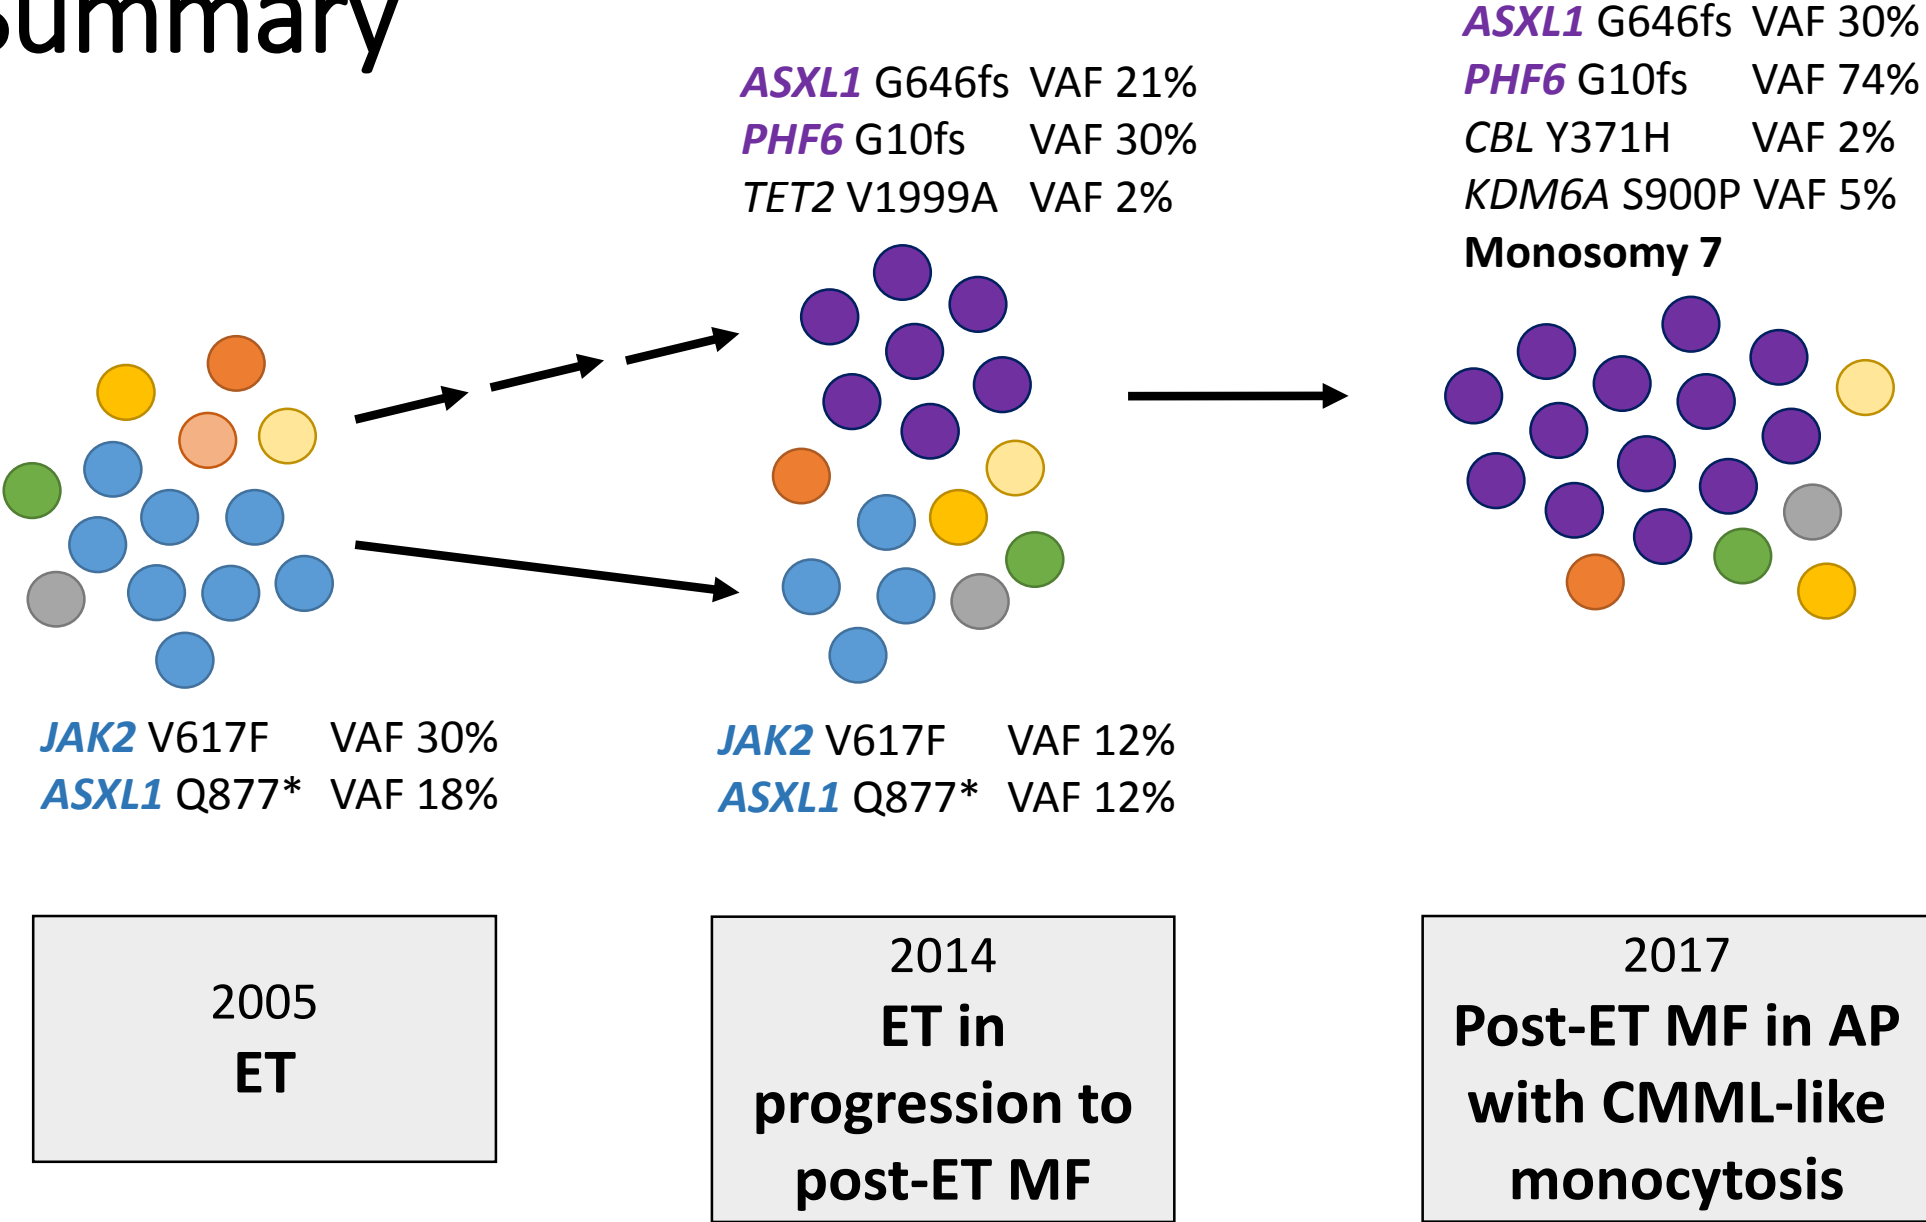 Summary
ASXL1 G646fs VAF 21%
PHF6 G10fs VAF 30%
TET2 V1999A VAF 2%
ASXL1 G646fs VAF 30%
PHF6 G10fs VAF 74%
CBL Y371H VAF 2%
KDM6A S900P VAF 5%
Monosomy 7
JAK2 V617F VAF 30%
ASXL1 Q877* VAF 18%
JAK2 V617F VAF 12%
ASXL1 Q877* VAF 12%
2005
ET
2014
ET in
progression to
post-ET MF
2017
Post-ET MF in AP
with CMML-like
monocytosis